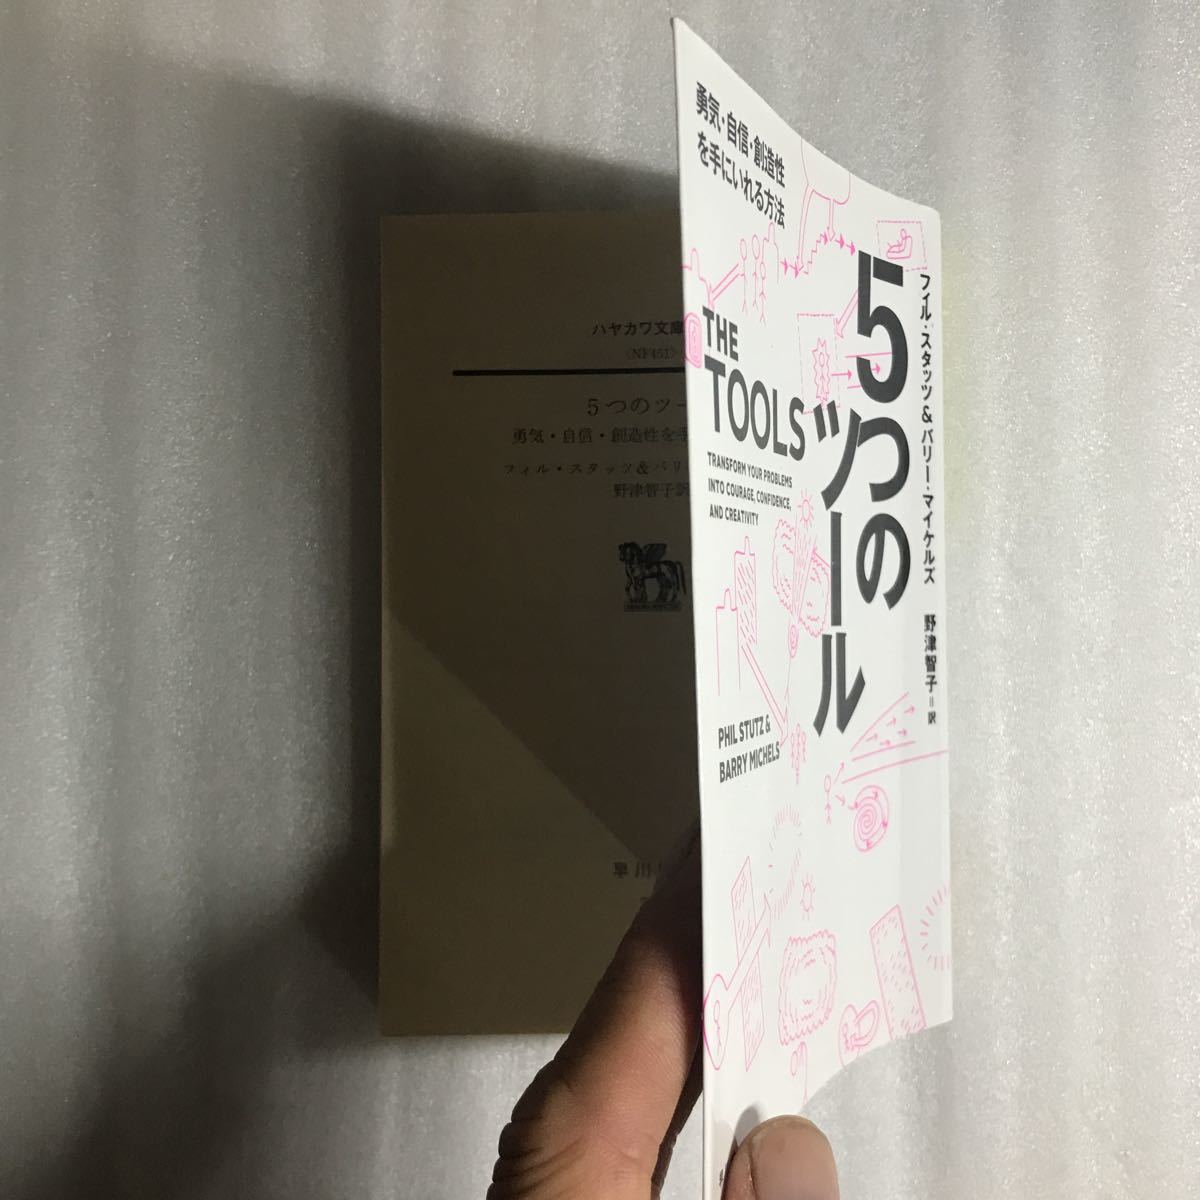 勇気・自信・創造性
を手にいれる方法
5つの
ツール
フィル・スタッツ&バリー・マイケルズ 野津智子=訳
THE
TOOLS
TRANSFORM YOUR PROBLEMS
INTO COURAGE, CONFIDENCE,
AND CREATIVITY
PHIL STUTZ &
BARRY MICHELS
ハヤカワ文庫
〈NF451〉
5つのツー
勇気・自信・創造性を手
フィル・スタッツ&バリ
野津智子訳
早川